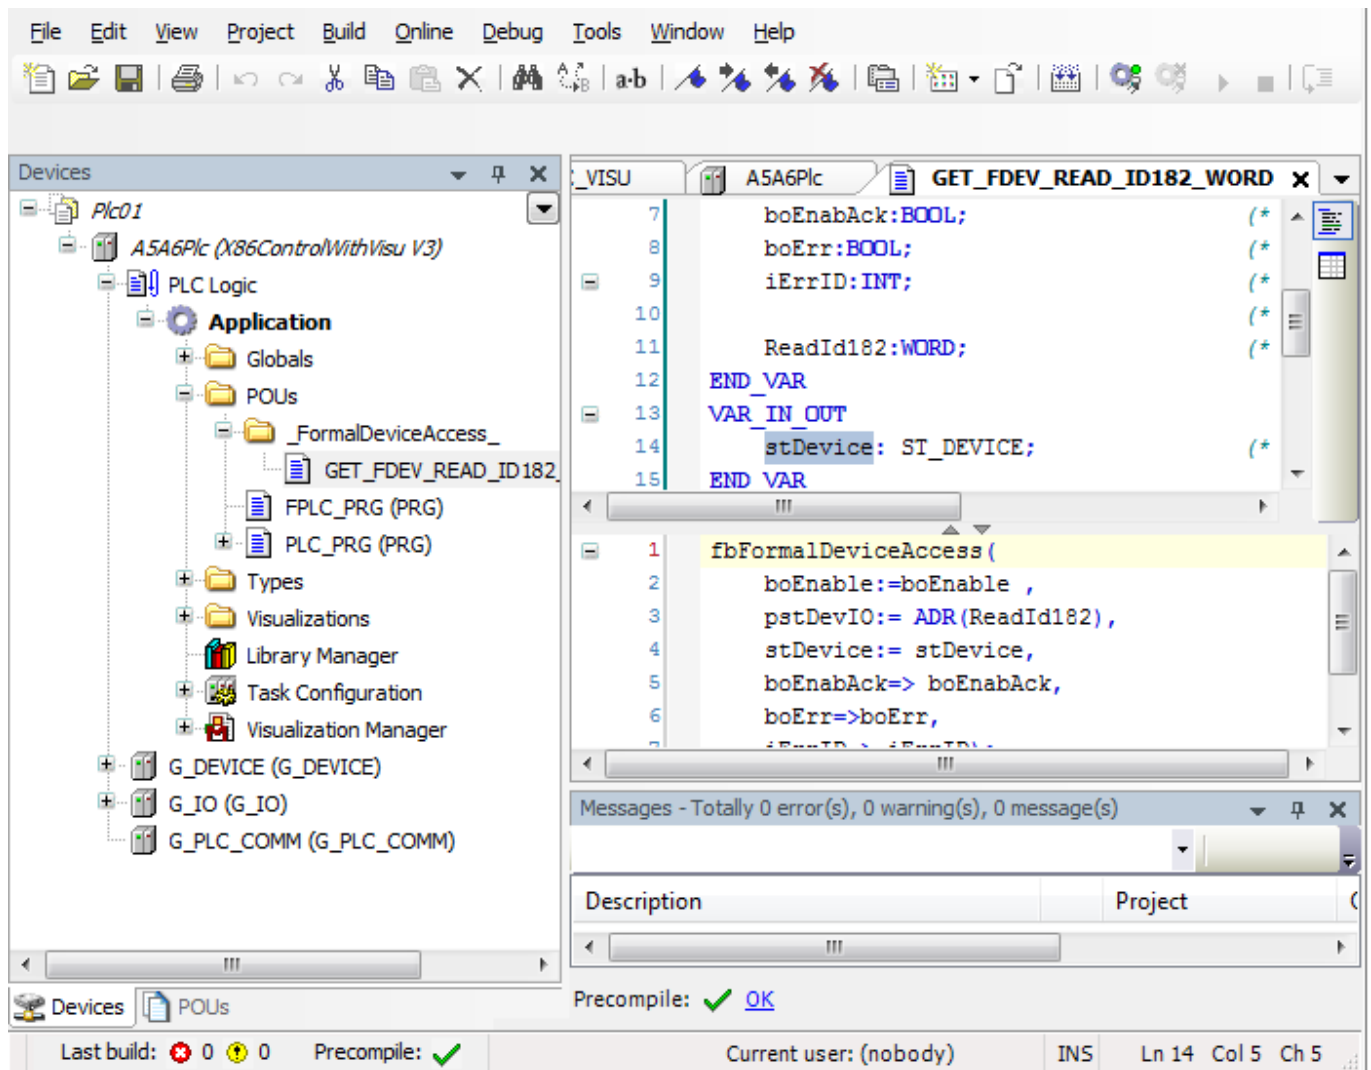 File Edit View Project Build Online Debug Tools Window Help
Devices
Plc01
A5A6Plc (X86ControlWithVisu V3)
PLC Logic
Application
Globals
POUs
_FormalDeviceAccess_
GET_FDEV_READ_ID182_
FPLC_PRG (PRG)
PLC_PRG (PRG)
Types
Visualizations
Library Manager
Task Configuration
Visualization Manager
G_DEVICE (G_DEVICE)
G_IO (G_IO)
G_PLC_COMM (G_PLC_COMM)
Devices POUs
_VISU A5A6Plc GET_FDEV_READ_ID182_WORD
7 boEnabAck:BOOL; (*
8 boErr:BOOL; (*
9 iErrID:INT; (*
10 (*
11 ReadId182:WORD; (*
12 END_VAR
13 VAR_IN_OUT
14 stDevice: ST_DEVICE; (*
15 END_VAR
1 fbFormalDeviceAccess(
2 boEnable:=boEnable ,
3 pstDevIO:= ADR(ReadId182),
4 stDevice:= stDevice,
5 boEnabAck=> boEnabAck,
6 boErr=>boErr,
Messages - Totally 0 error(s), 0 warning(s), 0 message(s)
Description Project
Precompile: OK
Last build: 0 0 Precompile: Current user: (nobody) INS Ln 14 Col 5 Ch 5